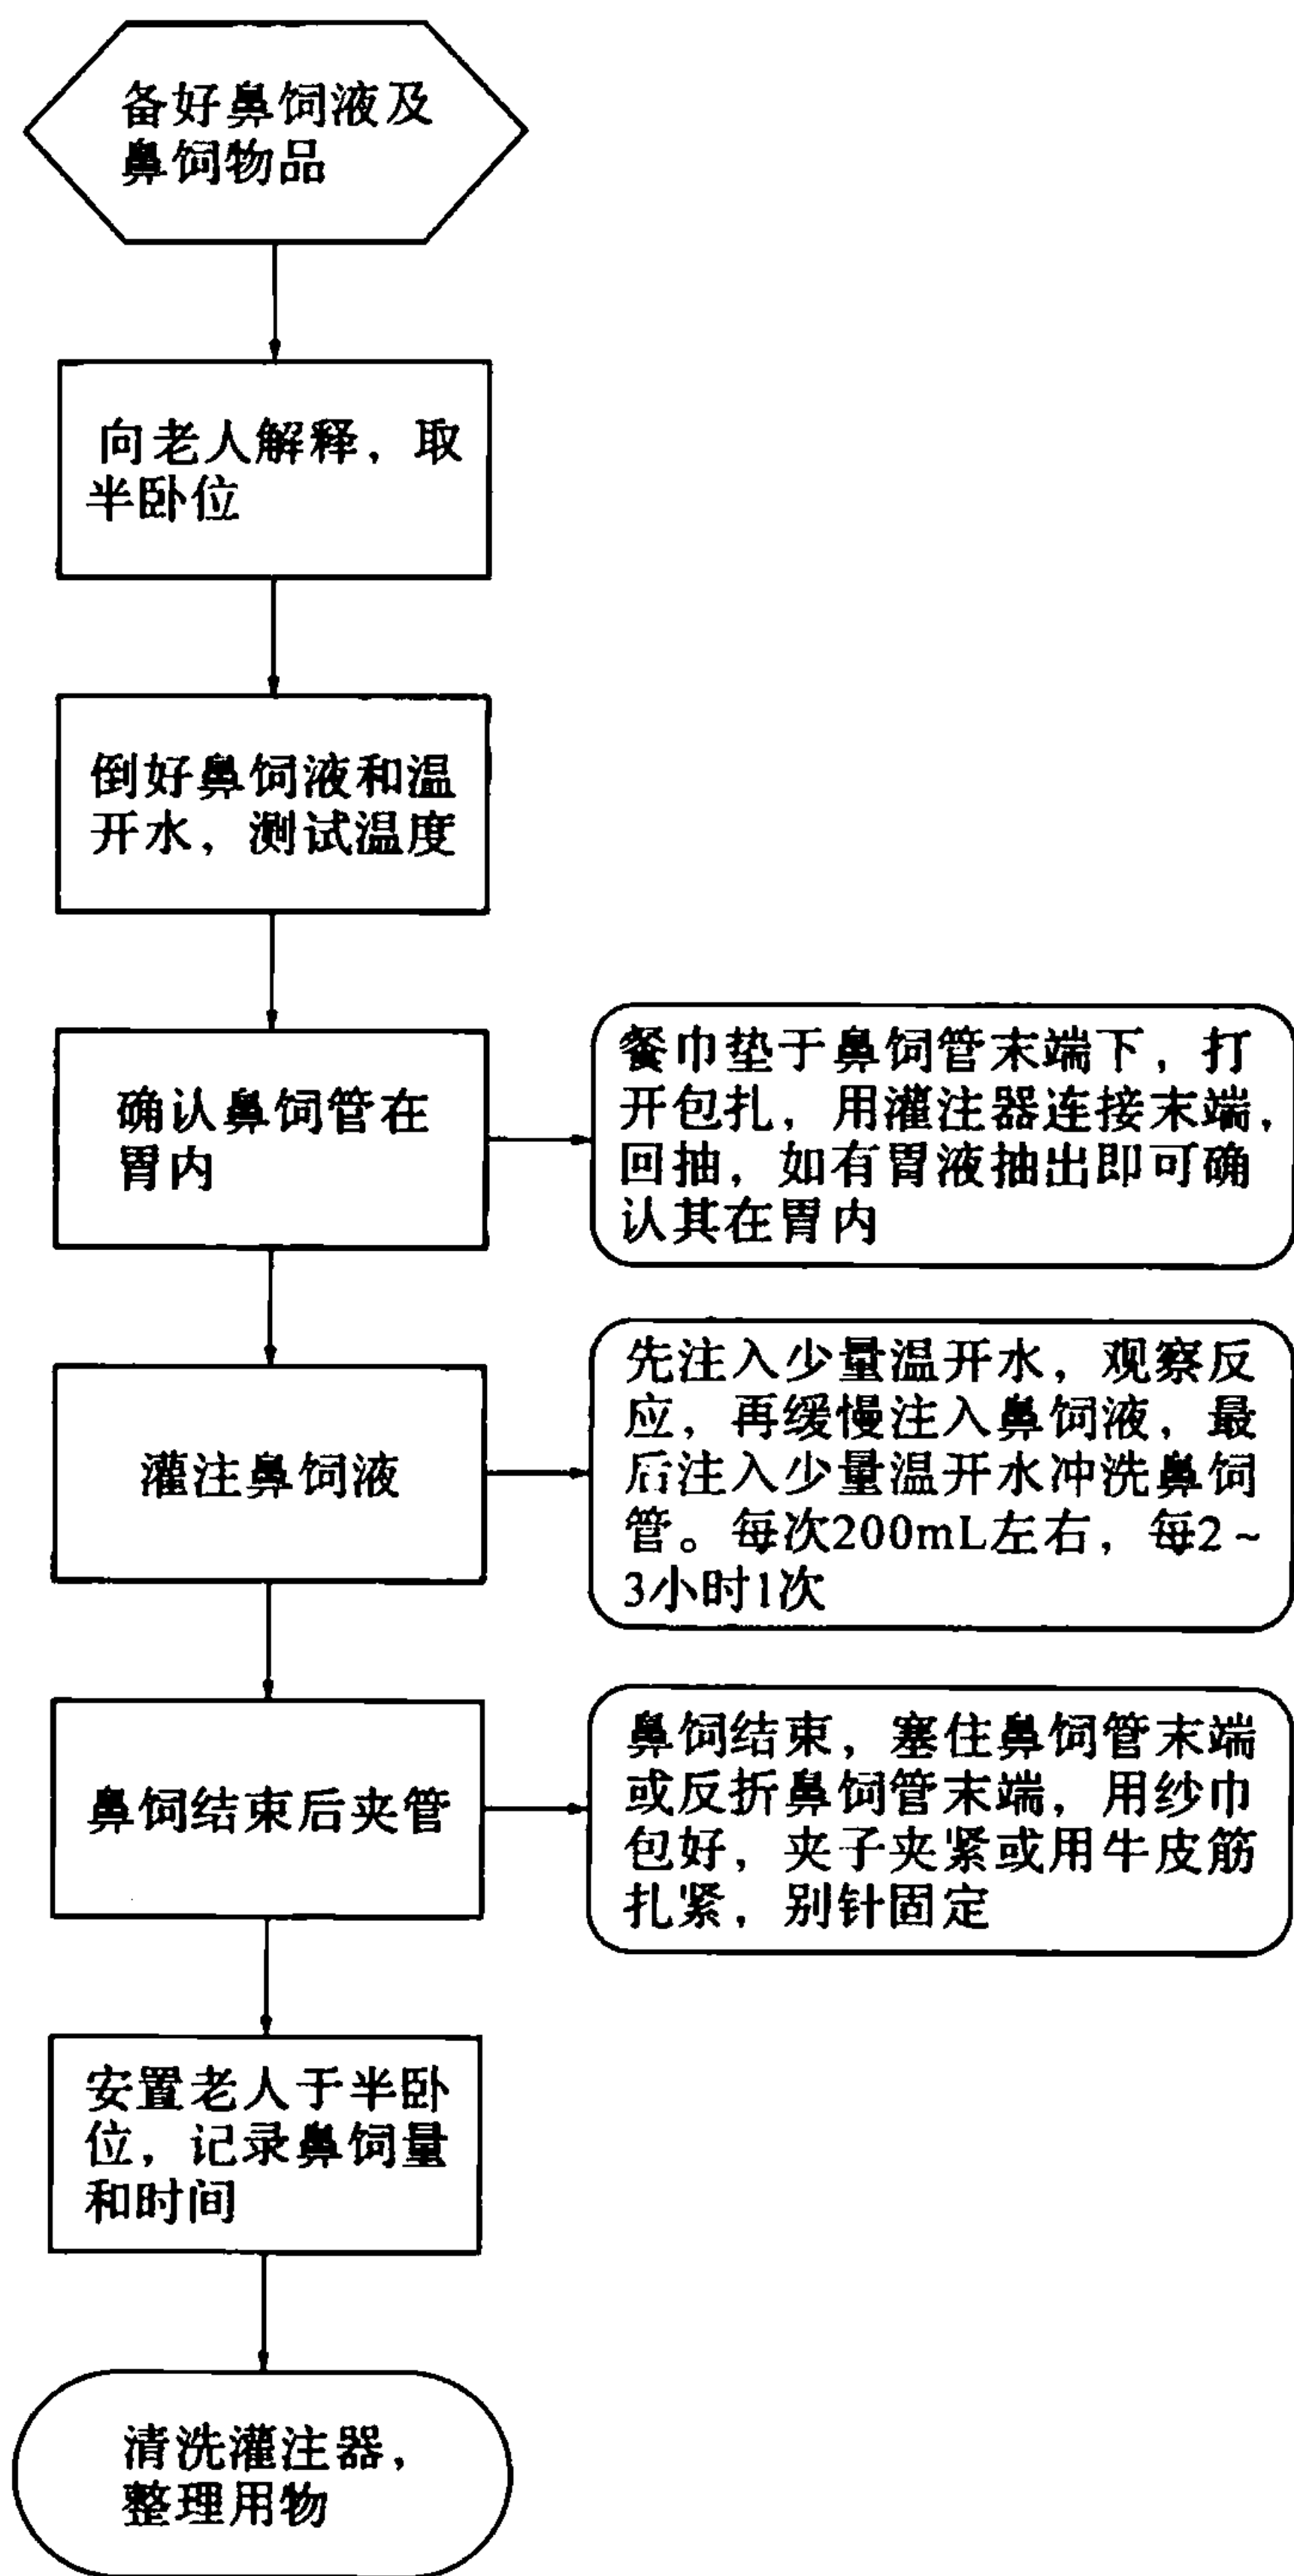 备好鼻饲液及
鼻饲物品
向老人解释，取
半卧位
倒好鼻饲液和温
开水，测试温度
确认鼻饲管在
胃内
餐巾垫于鼻饲管末端下，打
开包扎，用灌注器连接末端，
回抽，如有胃液抽出即可确
认其在胃内
灌注鼻饲液
先注入少量温开水，观察反
应，再缓慢注入鼻饲液，最
后注入少量温开水冲洗鼻饲
管。每次200mL左右，每2~
3小时1次
鼻饲结束后夹管
鼻饲结束，塞住鼻饲管末端
或反折鼻饲管末端，用纱巾
包好，夹子夹紧或用牛皮筋
扎紧，别针固定
安置老人于半卧
位，记录鼻饲量
和时间
清洗灌注器，
整理用物